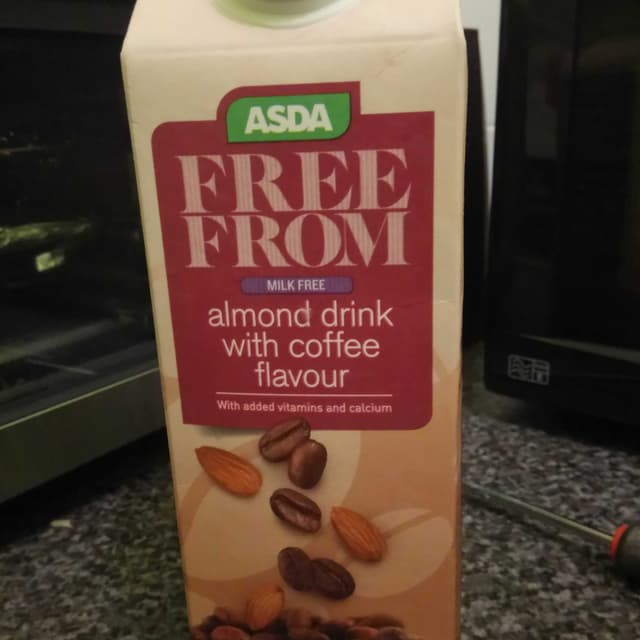 ASDA
FREE
FROM
MILK FREE
almond drink
with coffee
flavour
With added vitamins and calcium